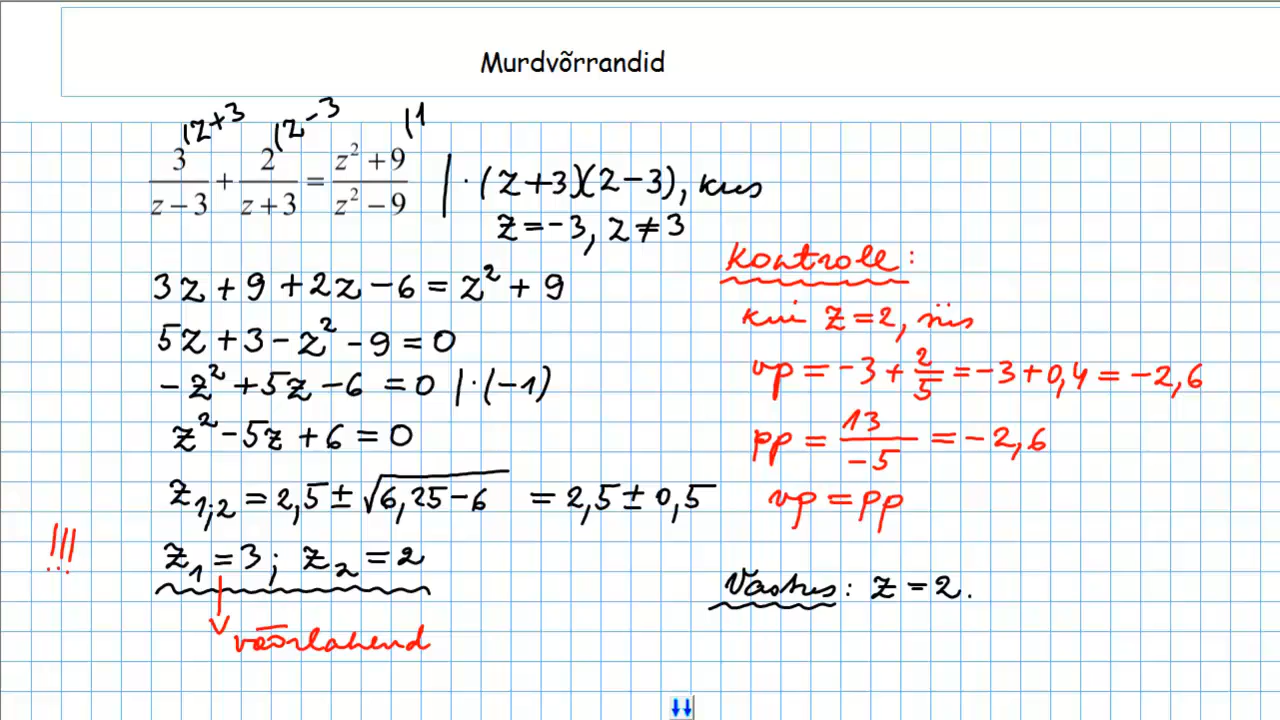 Murdvõrrandid
3|z+3 / z−3 + 2|z−3 / z+3 = z²+9|1 / z²−9 | · (z+3)(z−3), kus
z = −3, z ≠ 3
3z + 9 + 2z − 6 = z² + 9
5z + 3 − z² − 9 = 0
−z² + 5z − 6 = 0 | · (−1)
z² − 5z + 6 = 0
z₁;₂ = 2,5 ± √(6,25−6) = 2,5 ± 0,5
!!! z₁ = 3; z₂ = 2
võõrlahend
Kontroll:
kui z = 2, siis
vp = −3 + 2/5 = −3 + 0,4 = −2,6
pp = 13/−5 = −2,6
vp = pp
Vastus: z = 2.